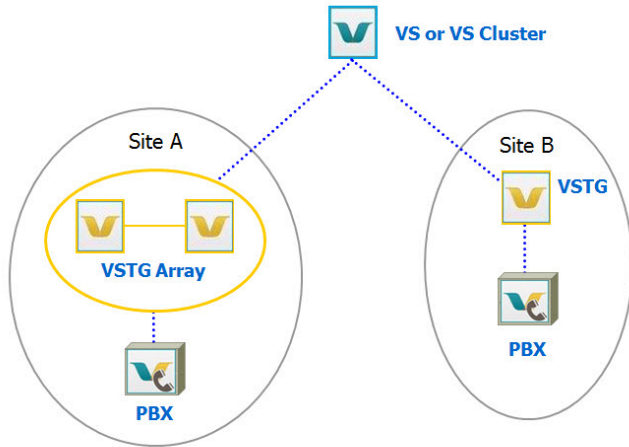 VS or VS Cluster
Site A
Site B
VSTG
VSTG Array
PBX
PBX